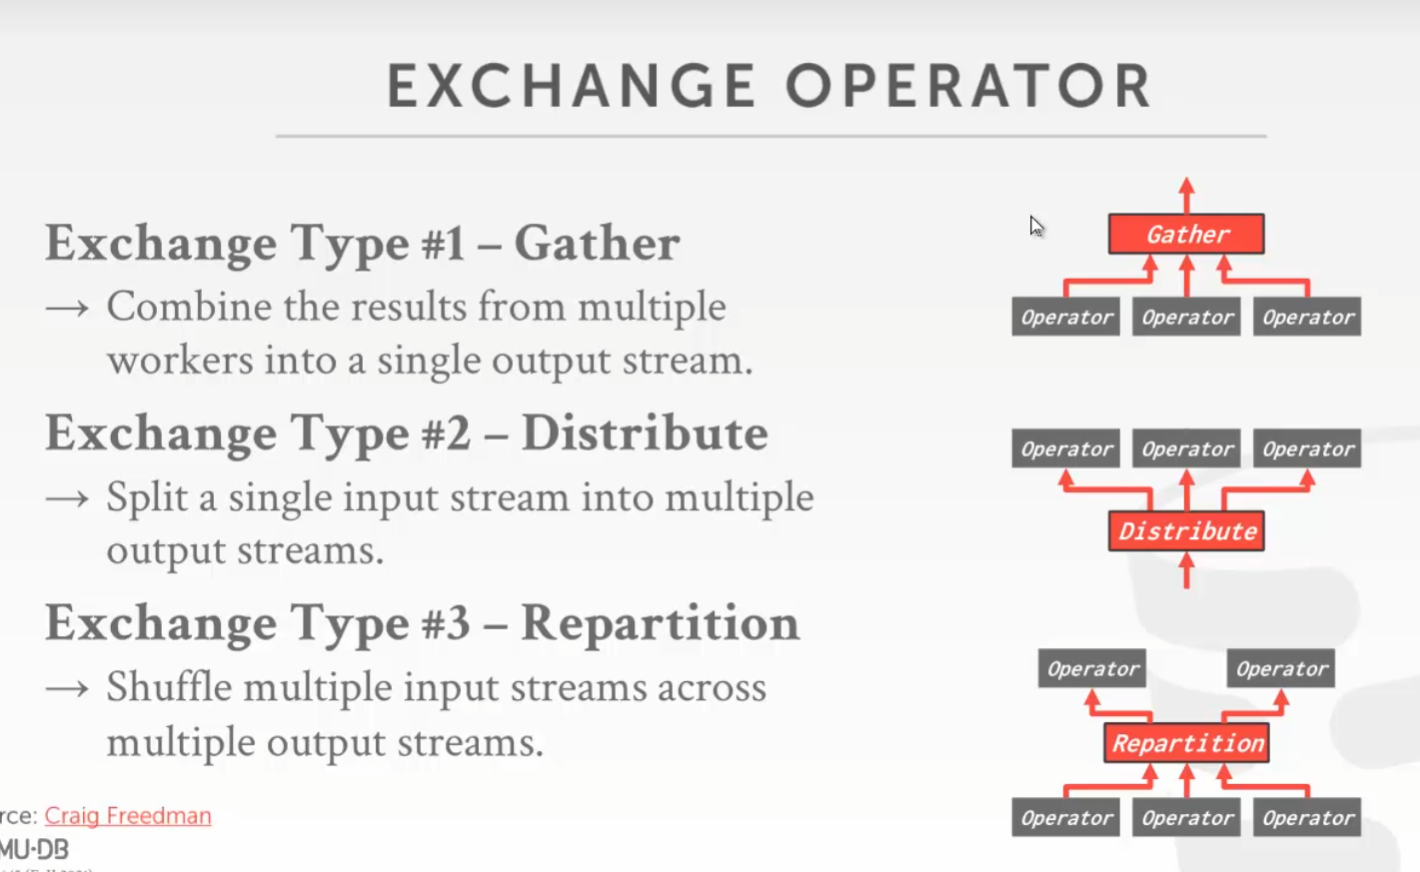 EXCHANGE OPERATOR
Exchange Type #1 – Gather
→ Combine the results from multiple
workers into a single output stream.
Exchange Type #2 – Distribute
→ Split a single input stream into multiple
output streams.
Exchange Type #3 – Repartition
→ Shuffle multiple input streams across
multiple output streams.
Gather
Operator Operator Operator
Operator Operator Operator
Distribute
Operator Operator
Repartition
Operator Operator Operator
rce: Craig Freedman
MU·DB